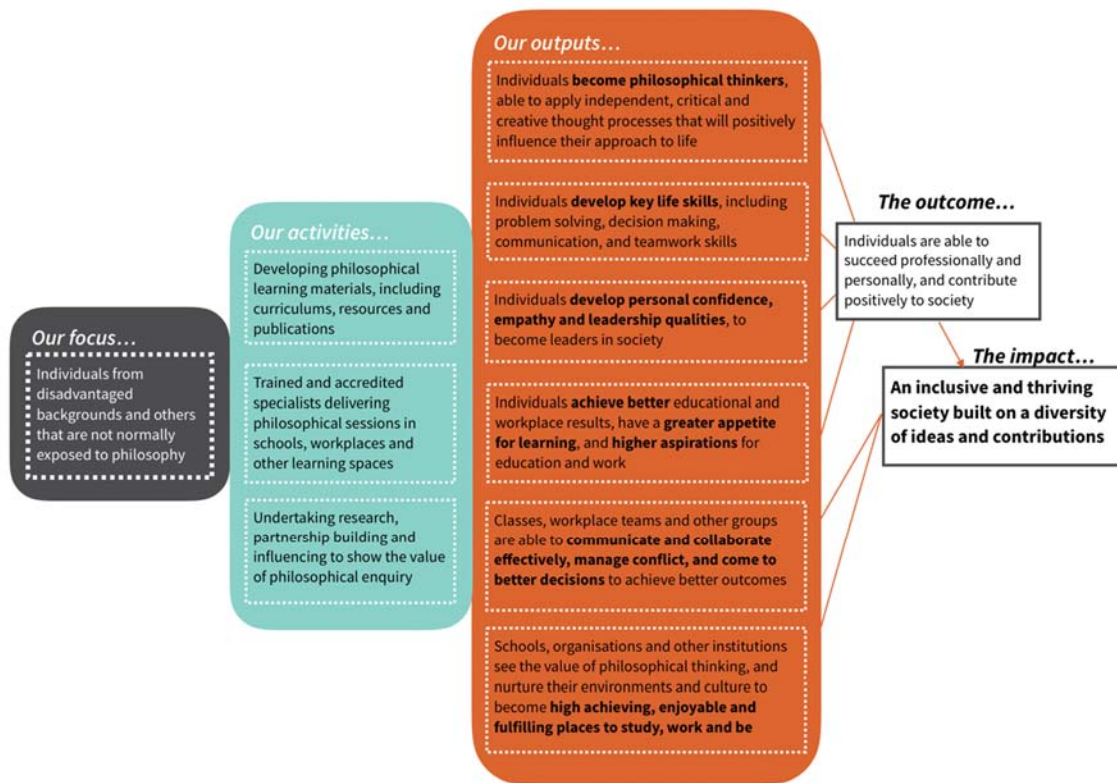 Our focus...
Individuals from
disadvantaged
backgrounds and others
that are not normally
exposed to philosophy
Our activities...
Developing philosophical
learning materials, including
curriculums, resources and
publications
Trained and accredited
specialists delivering
philosophical sessions in
schools, workplaces and
other learning spaces
Undertaking research,
partnership building and
influencing to show the value
of philosophical enquiry
Our outputs...
Individuals become philosophical thinkers,
able to apply independent, critical and
creative thought processes that will positively
influence their approach to life
Individuals develop key life skills, including
problem solving, decision making,
communication, and teamwork skills
Individuals develop personal confidence,
empathy and leadership qualities, to
become leaders in society
Individuals achieve better educational and
workplace results, have a greater appetite
for learning, and higher aspirations for
education and work
Classes, workplace teams and other groups
are able to communicate and collaborate
effectively, manage conflict, and come to
better decisions to achieve better outcomes
Schools, organisations and other institutions
see the value of philosophical thinking, and
nurture their environments and culture to
become high achieving, enjoyable and
fulfilling places to study, work and be
The outcome...
Individuals are able to
succeed professionally and
personally, and contribute
positively to society
The impact...
An inclusive and thriving
society built on a diversity
of ideas and contributions